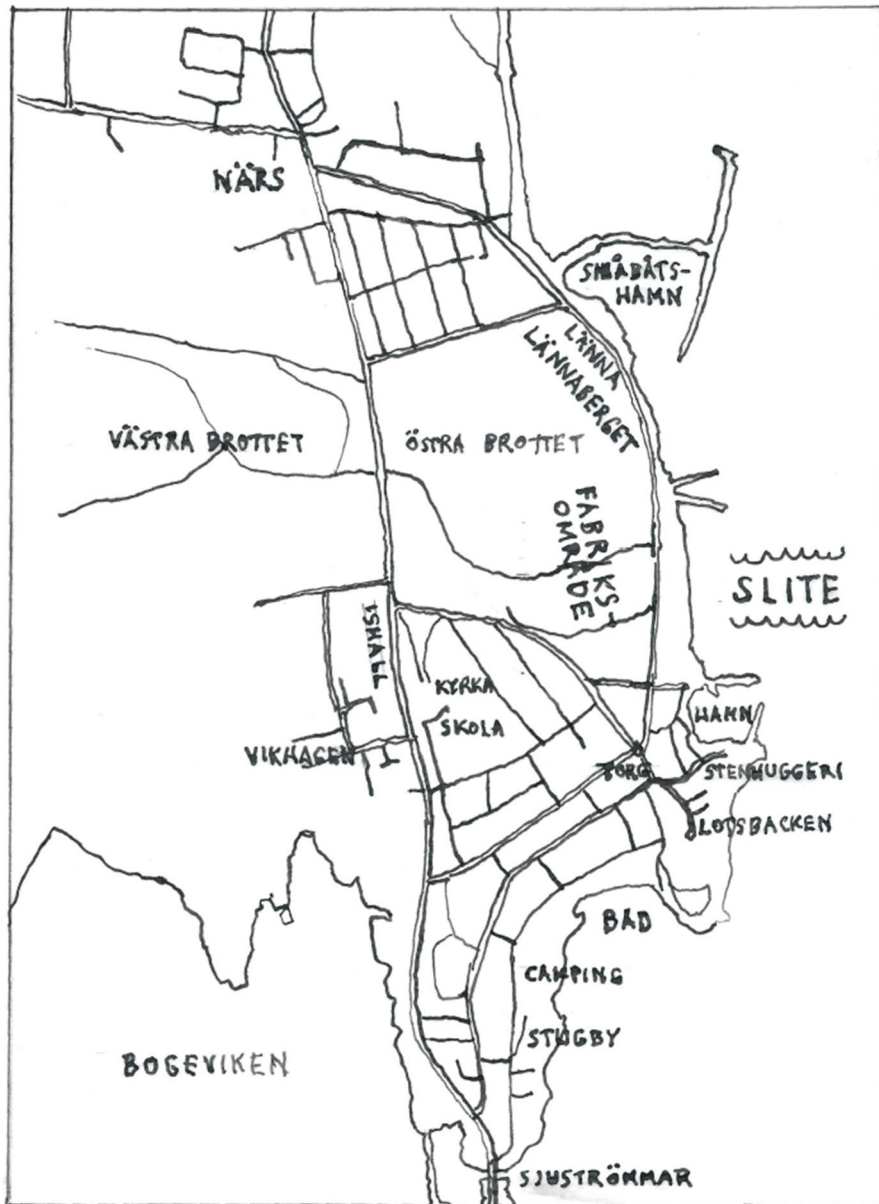 NÄRS
SMÅBÅTS-
HAMN
LÄNNA
LÄNNABERGET
VÄSTRA BROTTET
ÖSTRA BROTTET
FABRIKS-
OMRÅDE
SLITE
ISHALL
KYRKA
SKOLA
HAMN
VIKHAGEN
TORG
STENHUGGERI
LOTSBACKEN
BAD
CAMPING
STUGBY
BOGEVIKEN
SJUSTRÖMMAR